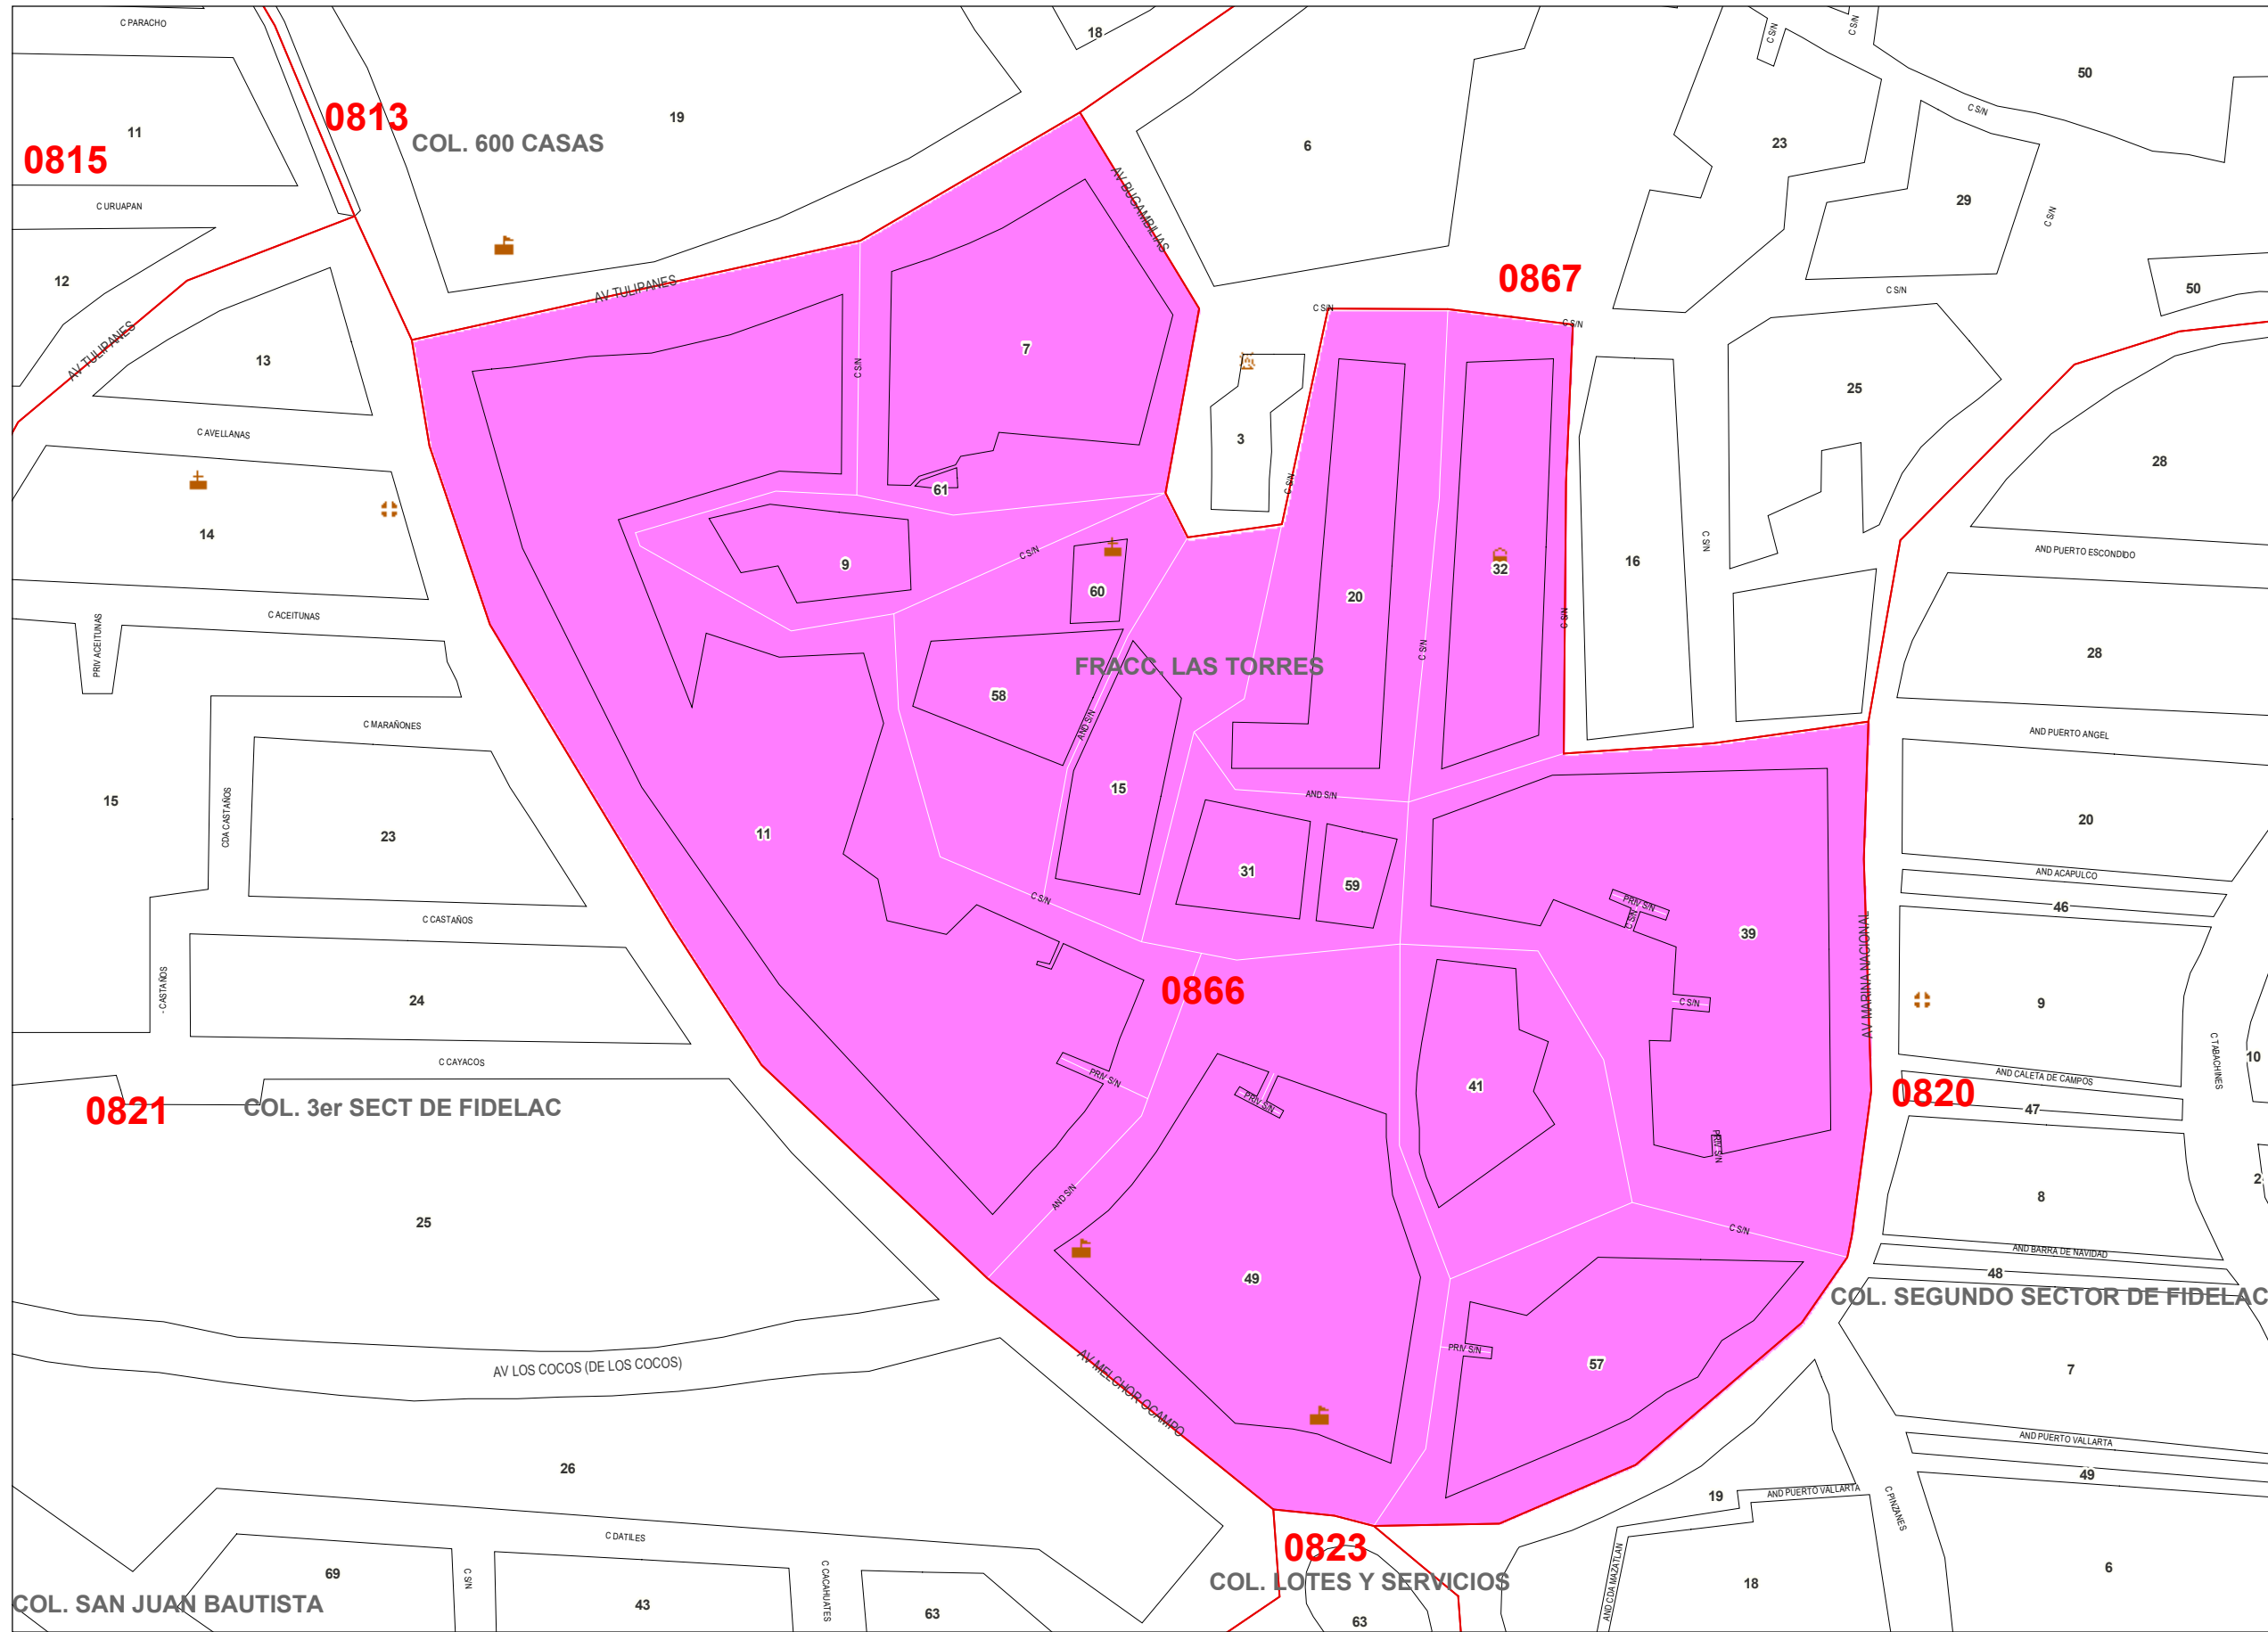 C PARACHO
18
C S/N
C S/N
50
0813
19
COL. 600 CASAS
11
0815
6
23
C S/N
29
C S/N
C URUAPAN
AV BUGAMBILIAS
12
AV TULIPANES
0867
C S/N
50
AV TULIPANES
13
C S/N
7
C S/N
C S/N
25
C AVELLANAS
3
28
14
61
C S/N
C S/N
C S/N
AND PUERTO ESCONDIDO
9
60
20
32
16
C ACEITUNAS
PRIV ACEITUNAS
C S/N
C S/N
28
FRACC. LAS TORRES
58
AND S/N
C MARAÑONES
AND PUERTO ANGEL
15
CDA CASTAÑOS
23
11
15
AND S/N
20
31
59
AND ACAPULCO
46
C S/N
PRIV S/N
C S/N
39
C CASTAÑOS
AV MARINA NACIONAL
- CASTAÑOS
24
0866
C S/N
9
C TABACHINES
10
C CAYACOS
PRIV S/N
41
AND CALETA DE CAMPOS
0820
47
0821
COL. 3er SECT DE FIDELAC
PRIV S/N
PRIV S/N
2
8
AND S/N
25
C S/N
AND BARRA DE NAVIDAD
48
49
COL. SEGUNDO SECTOR DE FIDELAC
AV LOS COCOS (DE LOS COCOS)
AV MELCHOR OCAMPO
PRIV S/N
57
7
AND PUERTO VALLARTA
26
49
19
AND PUERTO VALLARTA
C PINZANES
C DATILES
0823
69
C S/N
C CACAHUATES
COL. LOTES Y SERVICIOS
AND CDA MAZATLAN
18
6
COL. SAN JUAN BAUTISTA
43
63
63